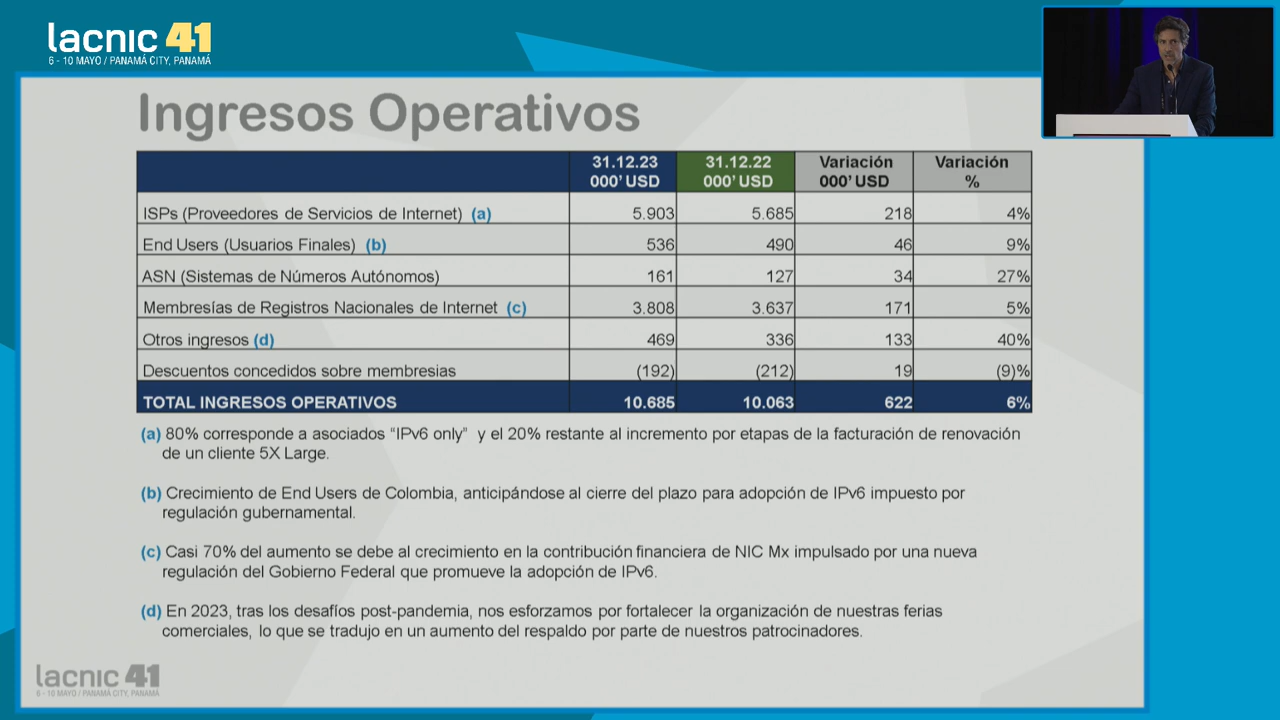 lacnic 41
6 - 10 MAYO / PANAMÁ CITY, PANAMÁ
Ingresos Operativos
31.12.23 31.12.22 Variación Variación
000' USD 000' USD 000' USD %
ISPs (Proveedores de Servicios de Internet) (a) 5.903 5.685 218 4%
End Users (Usuarios Finales) (b) 536 490 46 9%
ASN (Sistemas de Números Autónomos) 161 127 34 27%
Membresías de Registros Nacionales de Internet (c) 3.808 3.637 171 5%
Otros ingresos (d) 469 336 133 40%
Descuentos concedidos sobre membresias (192) (212) 19 (9)%
TOTAL INGRESOS OPERATIVOS 10.685 10.063 622 6%
(a) 80% corresponde a asociados “IPv6 only” y el 20% restante al incremento por etapas de la facturación de renovación
de un cliente 5X Large.
(b) Crecimiento de End Users de Colombia, anticipándose al cierre del plazo para adopción de IPv6 impuesto por
regulación gubernamental.
(c) Casi 70% del aumento se debe al crecimiento en la contribución financiera de NIC Mx impulsado por una nueva
regulación del Gobierno Federal que promueve la adopción de IPv6.
(d) En 2023, tras los desafíos post-pandemia, nos esforzamos por fortalecer la organización de nuestras ferias
comerciales, lo que se tradujo en un aumento del respaldo por parte de nuestros patrocinadores.
lacnic 41
6 - 10 MAYO / PANAMÁ CITY, PANAMÁ